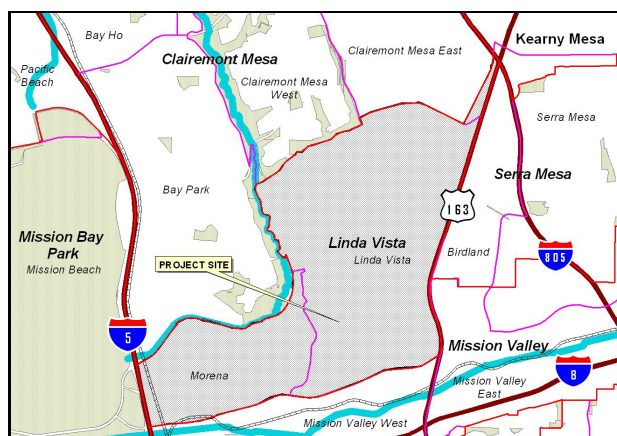 Bay Ho
Clairemont Mesa East
Kearny Mesa
Clairemont Mesa
Pacific
Beach
Clairemont Mesa
West
Serra Mesa
Serra Mesa
Bay Park
163
Mission Bay
Park
Mission Beach
Linda Vista
Linda Vista
Birdland
805
PROJECT SITE
5
Mission Valley
Morena
8
Mission Valley
East
Mission Valley West